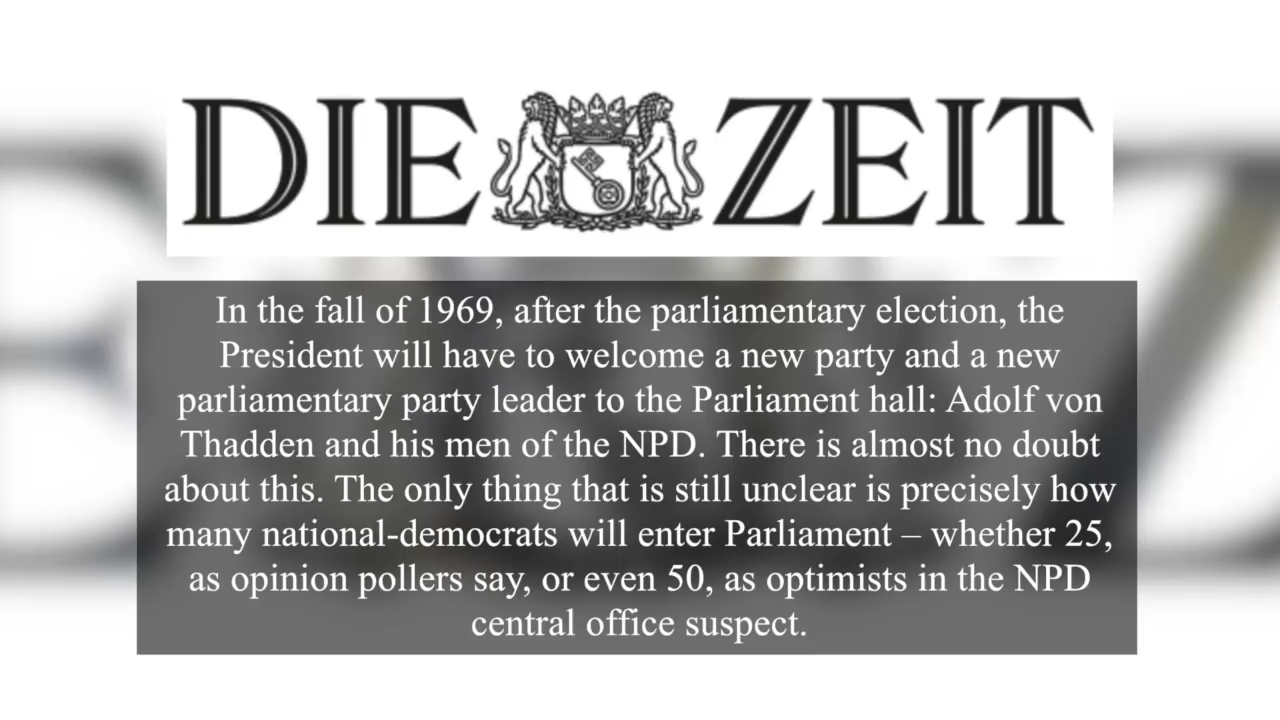 DIE ZEIT
In the fall of 1969, after the parliamentary election, the
President will have to welcome a new party and a new
parliamentary party leader to the Parliament hall: Adolf von
Thadden and his men of the NPD. There is almost no doubt
about this. The only thing that is still unclear is precisely how
many national-democrats will enter Parliament – whether 25,
as opinion pollers say, or even 50, as optimists in the NPD
central office suspect.